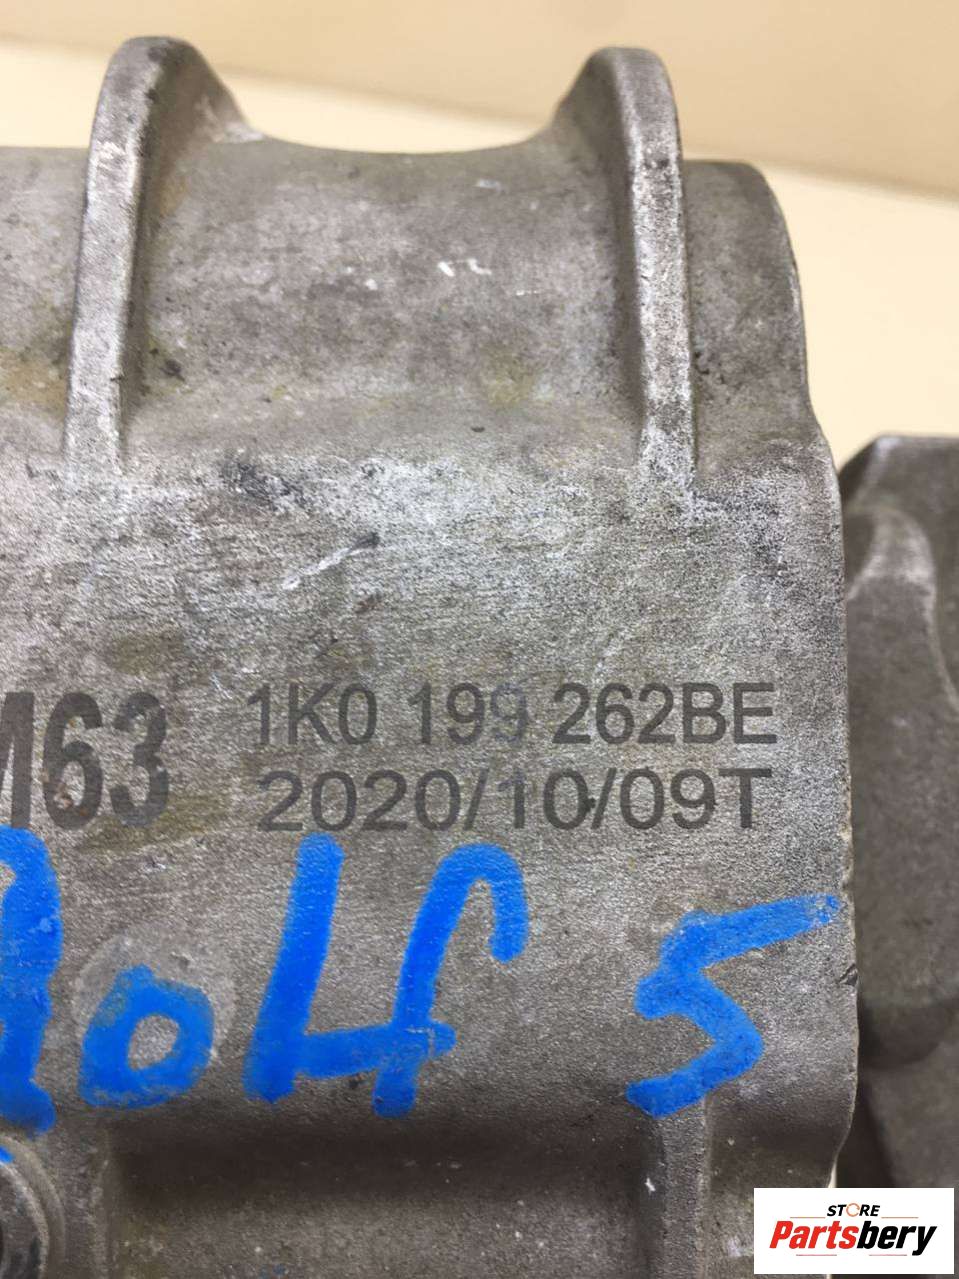 M63 1K0 199 262BE
2020/10/09T
Golf 5
STORE
Partsbery